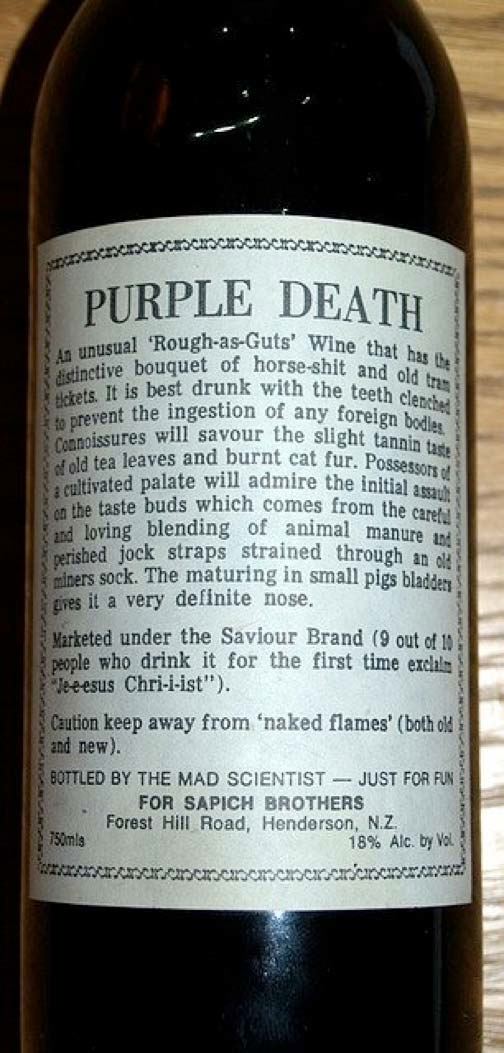 PURPLE DEATH
An unusual 'Rough-as-Guts' Wine that has the
distinctive bouquet of horse-shit and old tram
tickets. It is best drunk with the teeth clenched
to prevent the ingestion of any foreign bodies.
Connoissures will savour the slight tannin taste
of old tea leaves and burnt cat fur. Possessors of
a cultivated palate will admire the initial assault
on the taste buds which comes from the careful
and loving blending of animal manure and
perished jock straps strained through an old
miners sock. The maturing in small pigs bladders
gives it a very definite nose.
Marketed under the Saviour Brand (9 out of 10
people who drink it for the first time exclaim
"Je-e-esus Chri-i-ist").
Caution keep away from 'naked flames' (both old
and new).
BOTTLED BY THE MAD SCIENTIST — JUST FOR FUN
FOR SAPICH BROTHERS
Forest Hill Road, Henderson, N.Z.
750mls 18% Alc. by Vol.